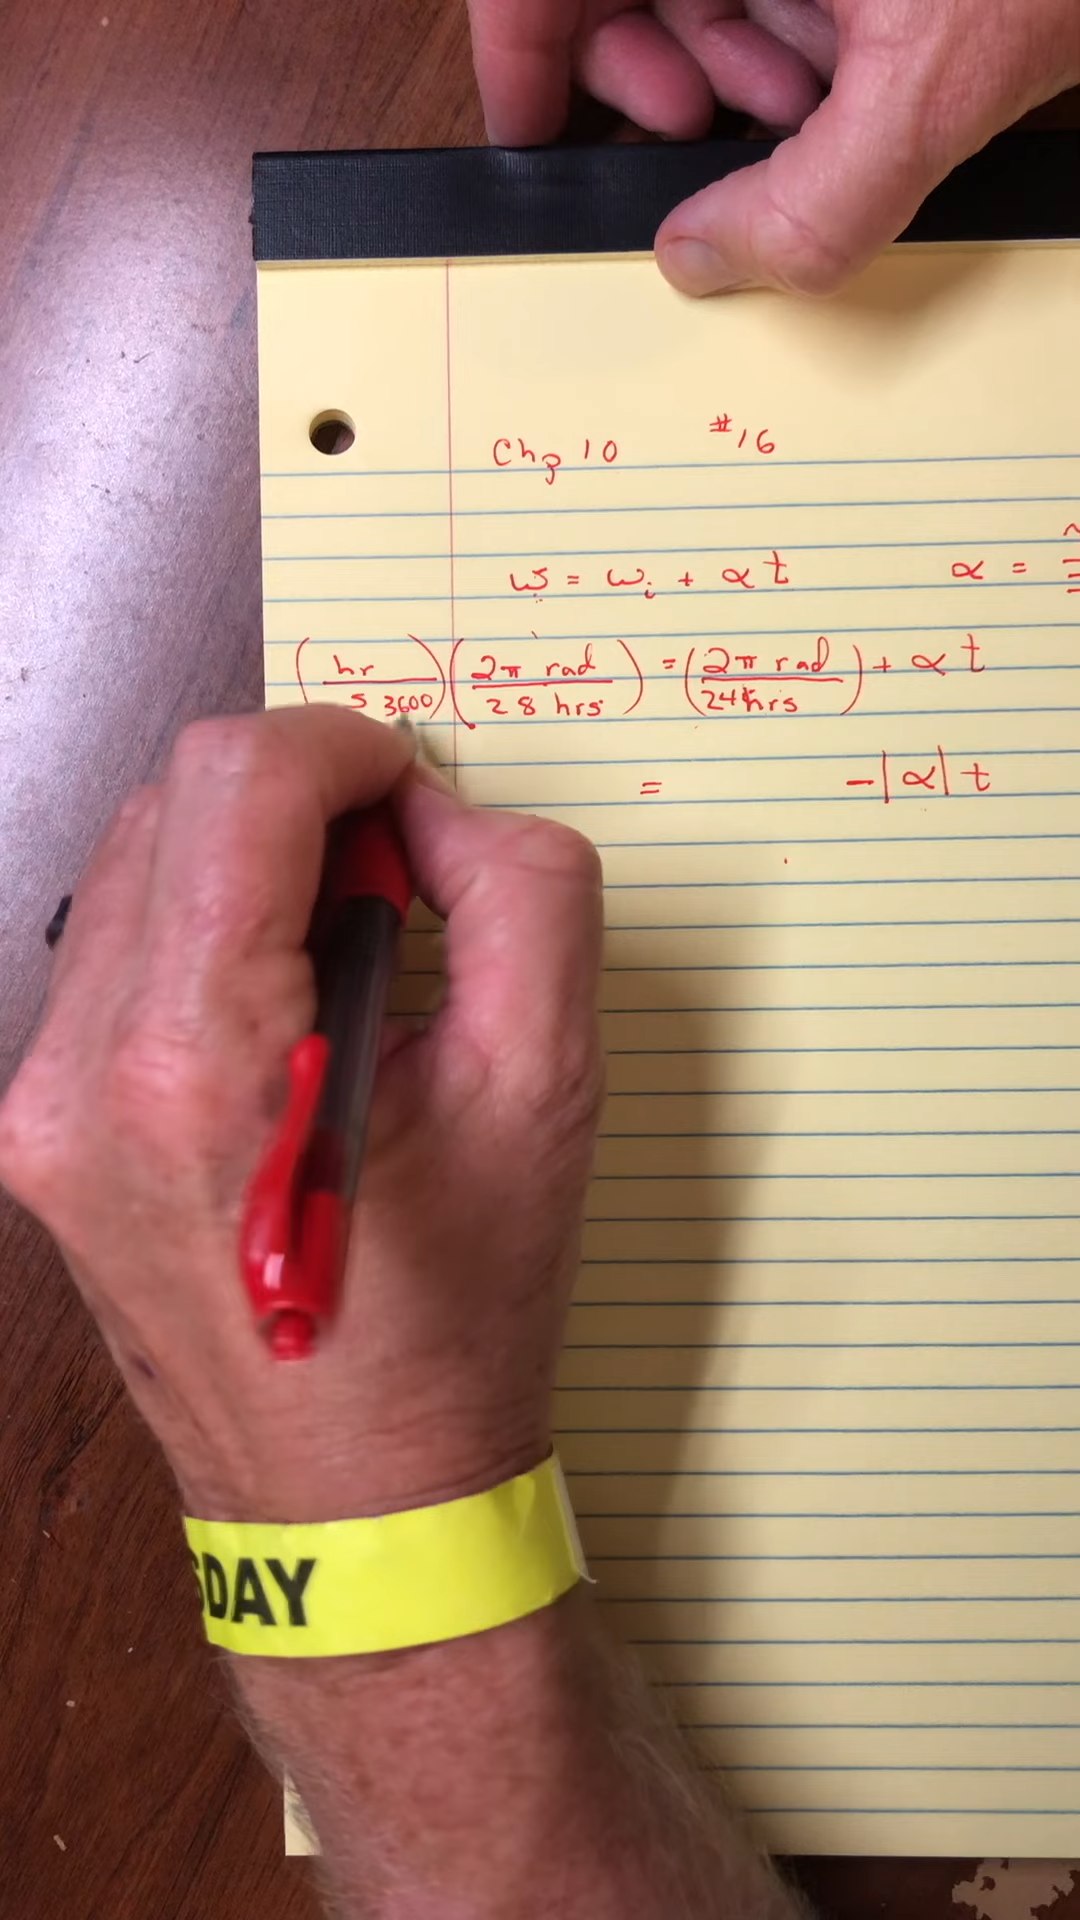 Chp 10 #16
ω = ωi + αt α =
(hr / s 3600) (2π rad / 28 hrs) = (2π rad / 24 hrs) + αt
= -|α| t
DAY